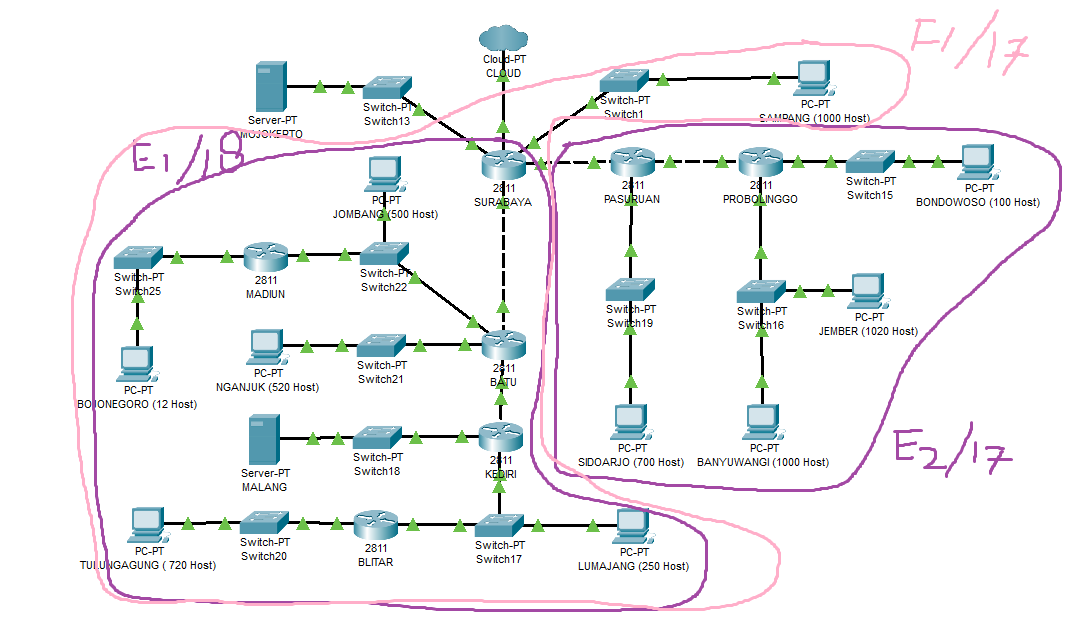 Cloud-PT
CLOUD
F1/17
Server-PT
MOJOKEPTO
Switch-PT
Switch13
Switch-PT
Switch1
PC-PT
SAMPANG (1000 Host)
E1/18
PC-PT
JOMBANG (500 Host)
2811
SURABAYA
2811
PASURUAN
2811
PROBOLINGGO
Switch-PT
Switch15
PC-PT
BONDOWOSO (100 Host)
Switch-PT
Switch25
2811
MADIUN
Switch-PT
Switch22
Switch-PT
Switch19
Switch-PT
Switch16
PC-PT
JEMBER (1020 Host)
PC-PT
BOJONEGORO (12 Host)
PC-PT
NGANJUK (520 Host)
Switch-PT
Switch21
2811
BATU
Server-PT
MALANG
Switch-PT
Switch18
2811
KEDIRI
PC-PT
SIDOARJO (700 Host)
PC-PT
BANYUWANGI (1000 Host)
E2/17
PC-PT
TULUNGAGUNG ( 720 Host)
Switch-PT
Switch20
2811
BLITAR
Switch-PT
Switch17
PC-PT
LUMAJANG (250 Host)